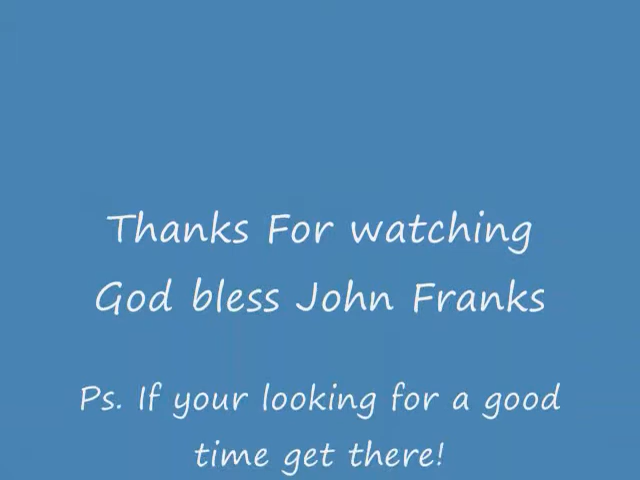 Thanks For watching
God bless John Franks
Ps. If your looking for a good
time get there!